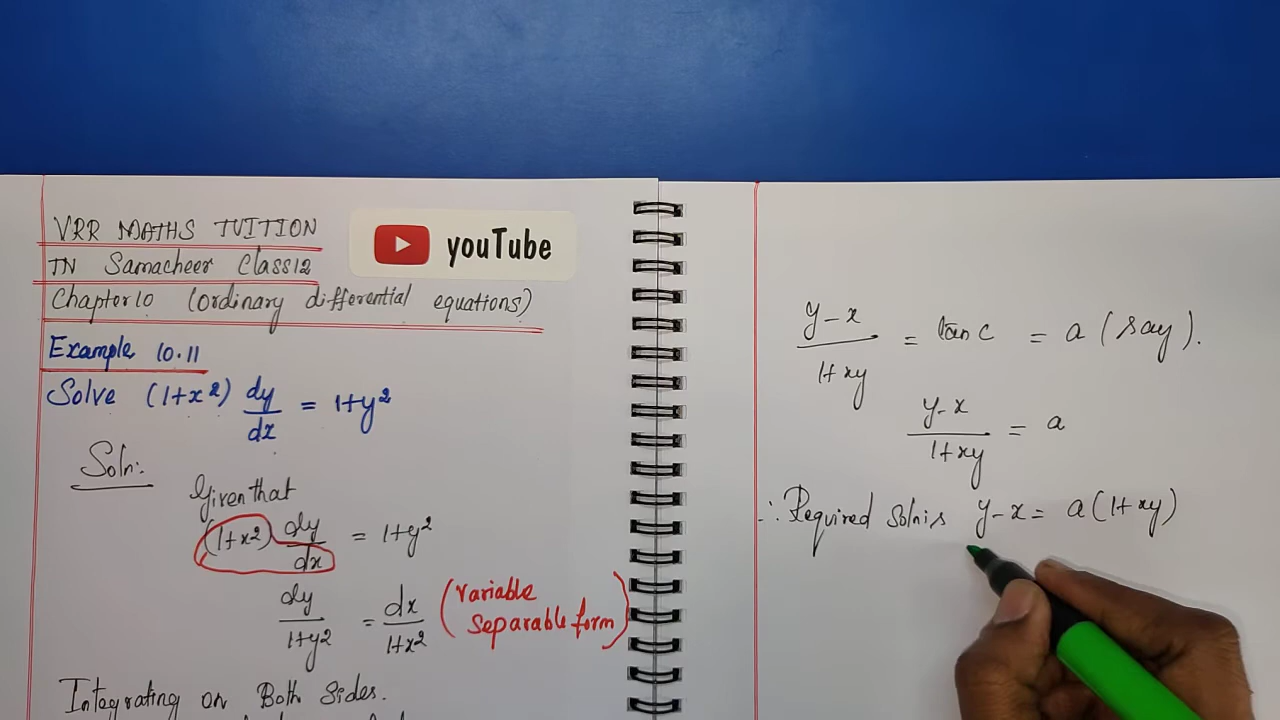 VRR MATHS TUITION
TN Samacheer Class12
Chapter 10 (ordinary differential equations)
youTube
Example 10.11
Solve (1+x²) dy/dx = 1+y²
Soln:
Given that
(1+x²) dy/dx = 1+y²
dy/1+y² = dx/1+x² (variable separable form)
Integrating on Both Sides.
y-x/1+xy = tan c = a (say).
y-x/1+xy = a
∴ Required Soln is y-x = a(1+xy)